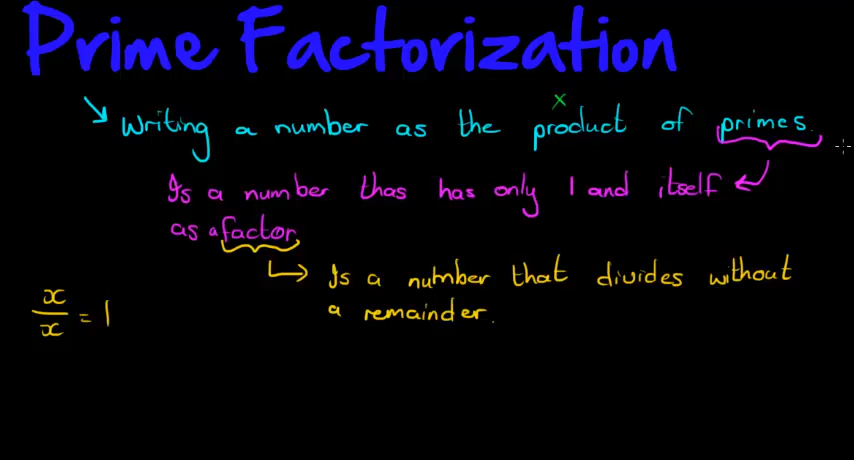 Prime Factorization
x
Writing a number as the product of primes.
Is a number thas has only 1 and itself
as a factor.
Is a number that divides without
a remainder.
x/x = 1